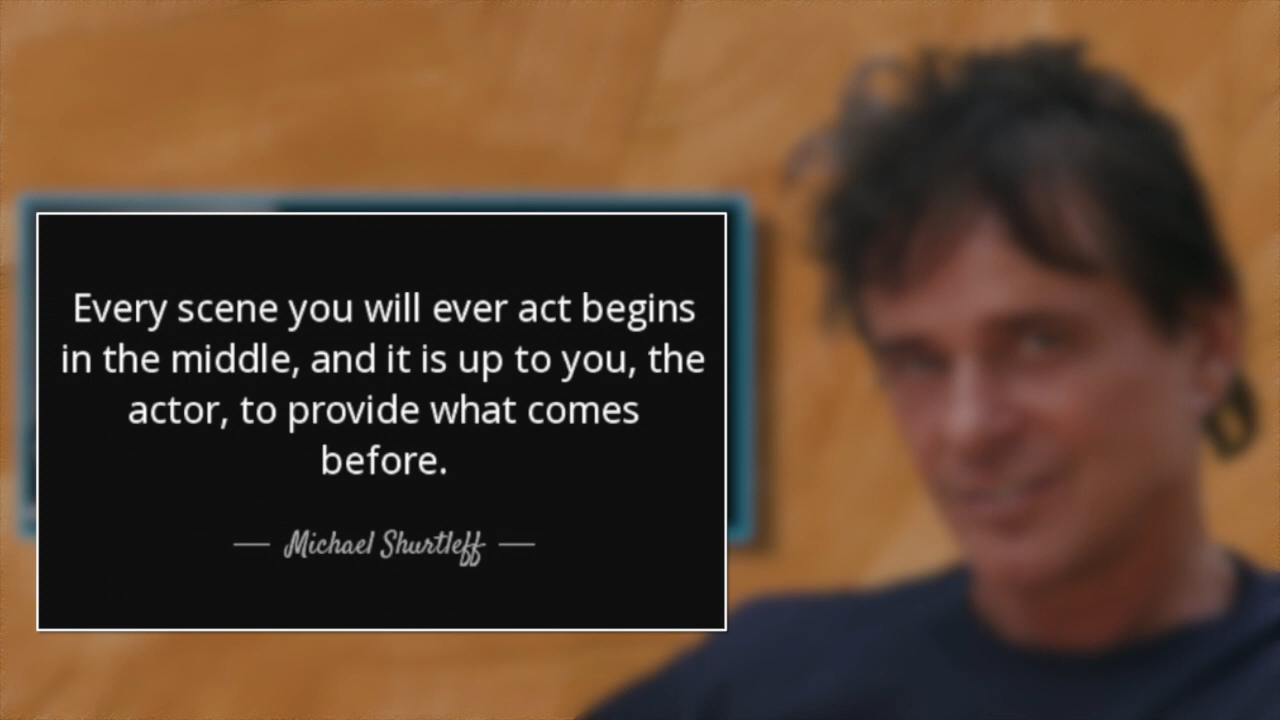 Every scene you will ever act begins
in the middle, and it is up to you, the
actor, to provide what comes
before.
Michael Shurtleff